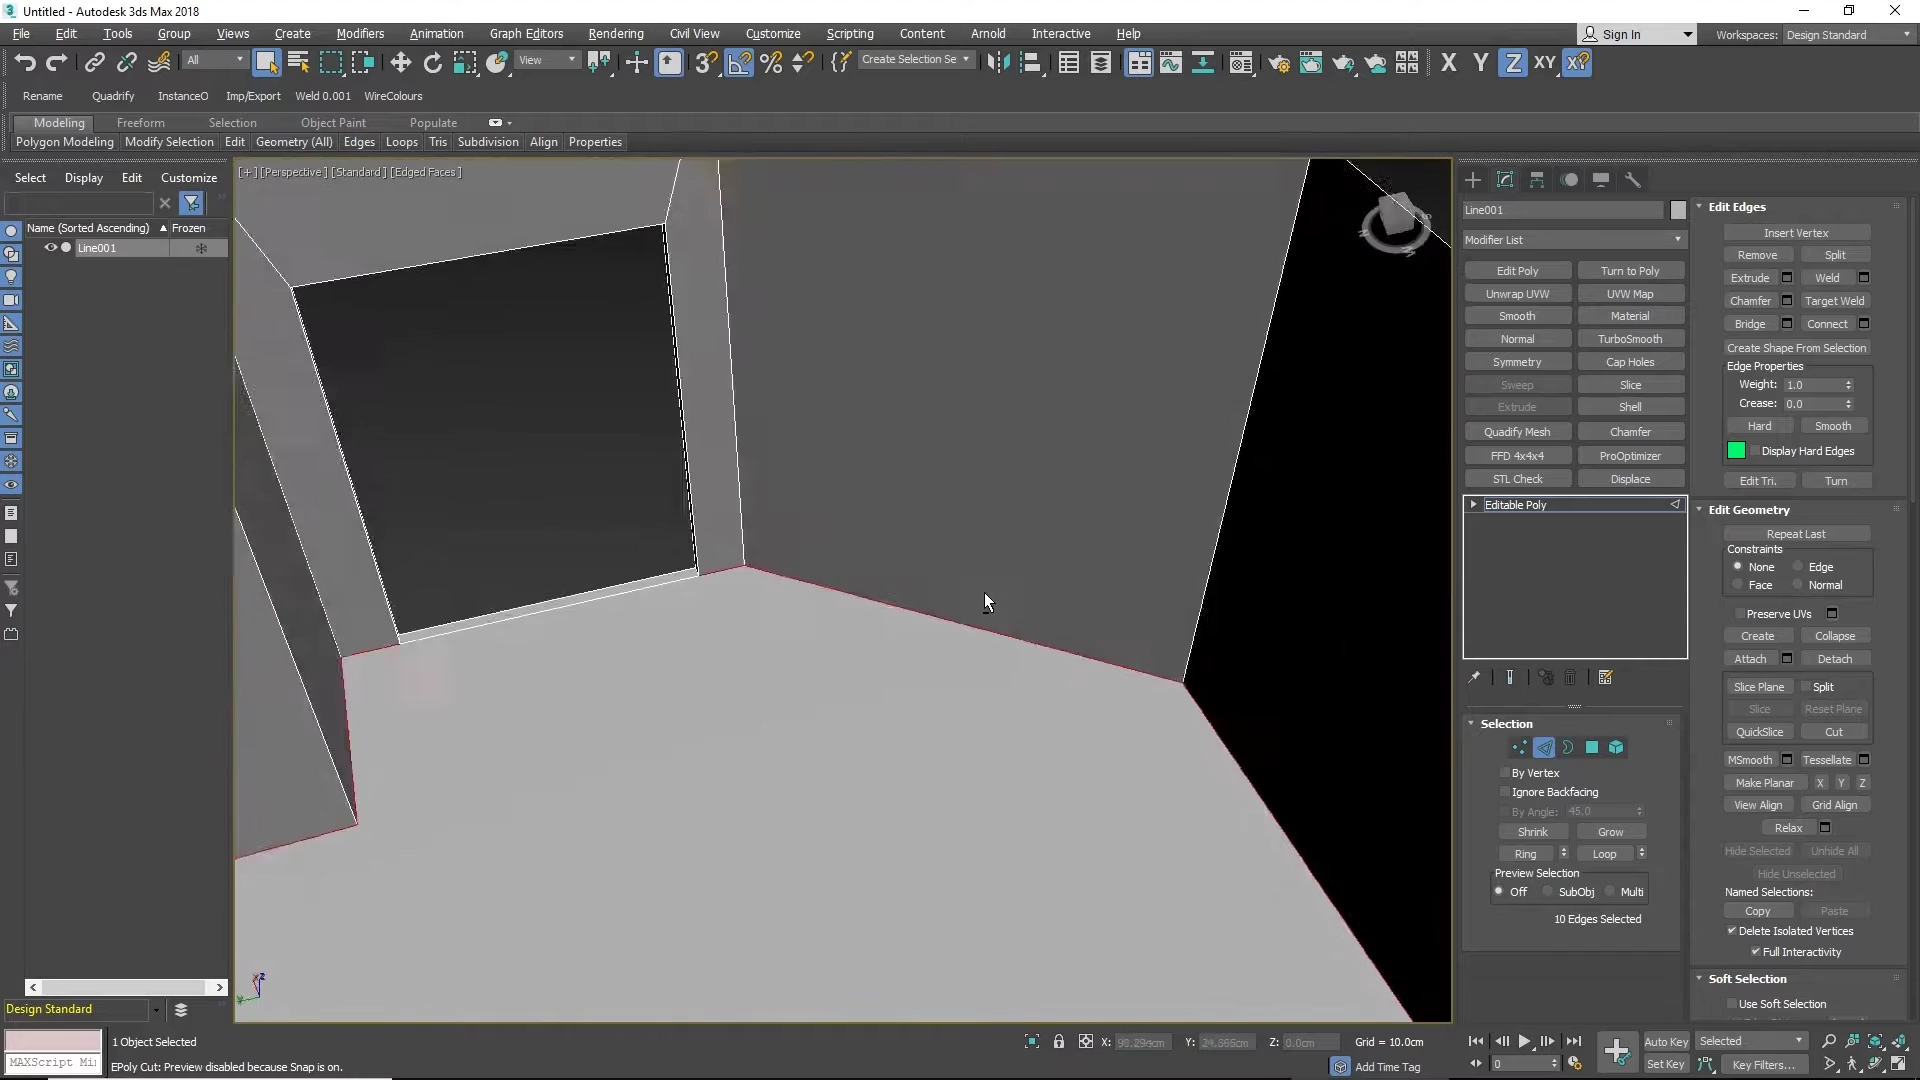 Untitled - Autodesk 3ds Max 2018
File Edit Tools Group Views Create Modifiers Animation Graph Editors Rendering Civil View Customize Scripting Content Arnold Interactive Help
Sign In Workspaces: Design Standard
All View Create Selection Se X Y Z XY
Rename Quadrify InstanceO Imp/Export Weld 0.001 WireColours
Modeling Freeform Selection Object Paint Populate
Polygon Modeling Modify Selection Edit Geometry (All) Edges Loops Tris Subdivision Align Properties
Select Display Edit Customize
Name (Sorted Ascending) Frozen
Line001
[+] [Perspective] [Standard] [Edged Faces]
Line001
Modifier List
Edit Poly Turn to Poly
Unwrap UVW UVW Map
Smooth Material
Normal TurboSmooth
Symmetry Cap Holes
Sweep Slice
Extrude Shell
Quadify Mesh Chamfer
FFD 4x4x4 ProOptimizer
STL Check Displace
Editable Poly
Selection
By Vertex
Ignore Backfacing
By Angle: 45.0
Shrink Grow
Ring Loop
Preview Selection
Off SubObj Multi
10 Edges Selected
Edit Edges
Insert Vertex
Remove Split
Extrude Weld
Chamfer Target Weld
Bridge Connect
Create Shape From Selection
Edge Properties
Weight: 1.0
Crease: 0.0
Hard Smooth
Display Hard Edges
Edit Tri. Turn
Edit Geometry
Repeat Last
Constraints
None Edge
Face Normal
Preserve UVs
Create Collapse
Attach Detach
Slice Plane Split
Slice Reset Plane
QuickSlice Cut
MSmooth Tessellate
Make Planar X Y Z
View Align Grid Align
Relax
Hide Selected Unhide All
Hide Unselected
Named Selections:
Copy Paste
Delete Isolated Vertices
Full Interactivity
Soft Selection
Use Soft Selection
Design Standard
1 Object Selected
X: Y: Z: 0.0cm Grid = 10.0cm
Auto Key Selected
MAXScript Mi
EPoly Cut: Preview disabled because Snap is on.
Add Time Tag
0
Set Key Key Filters...